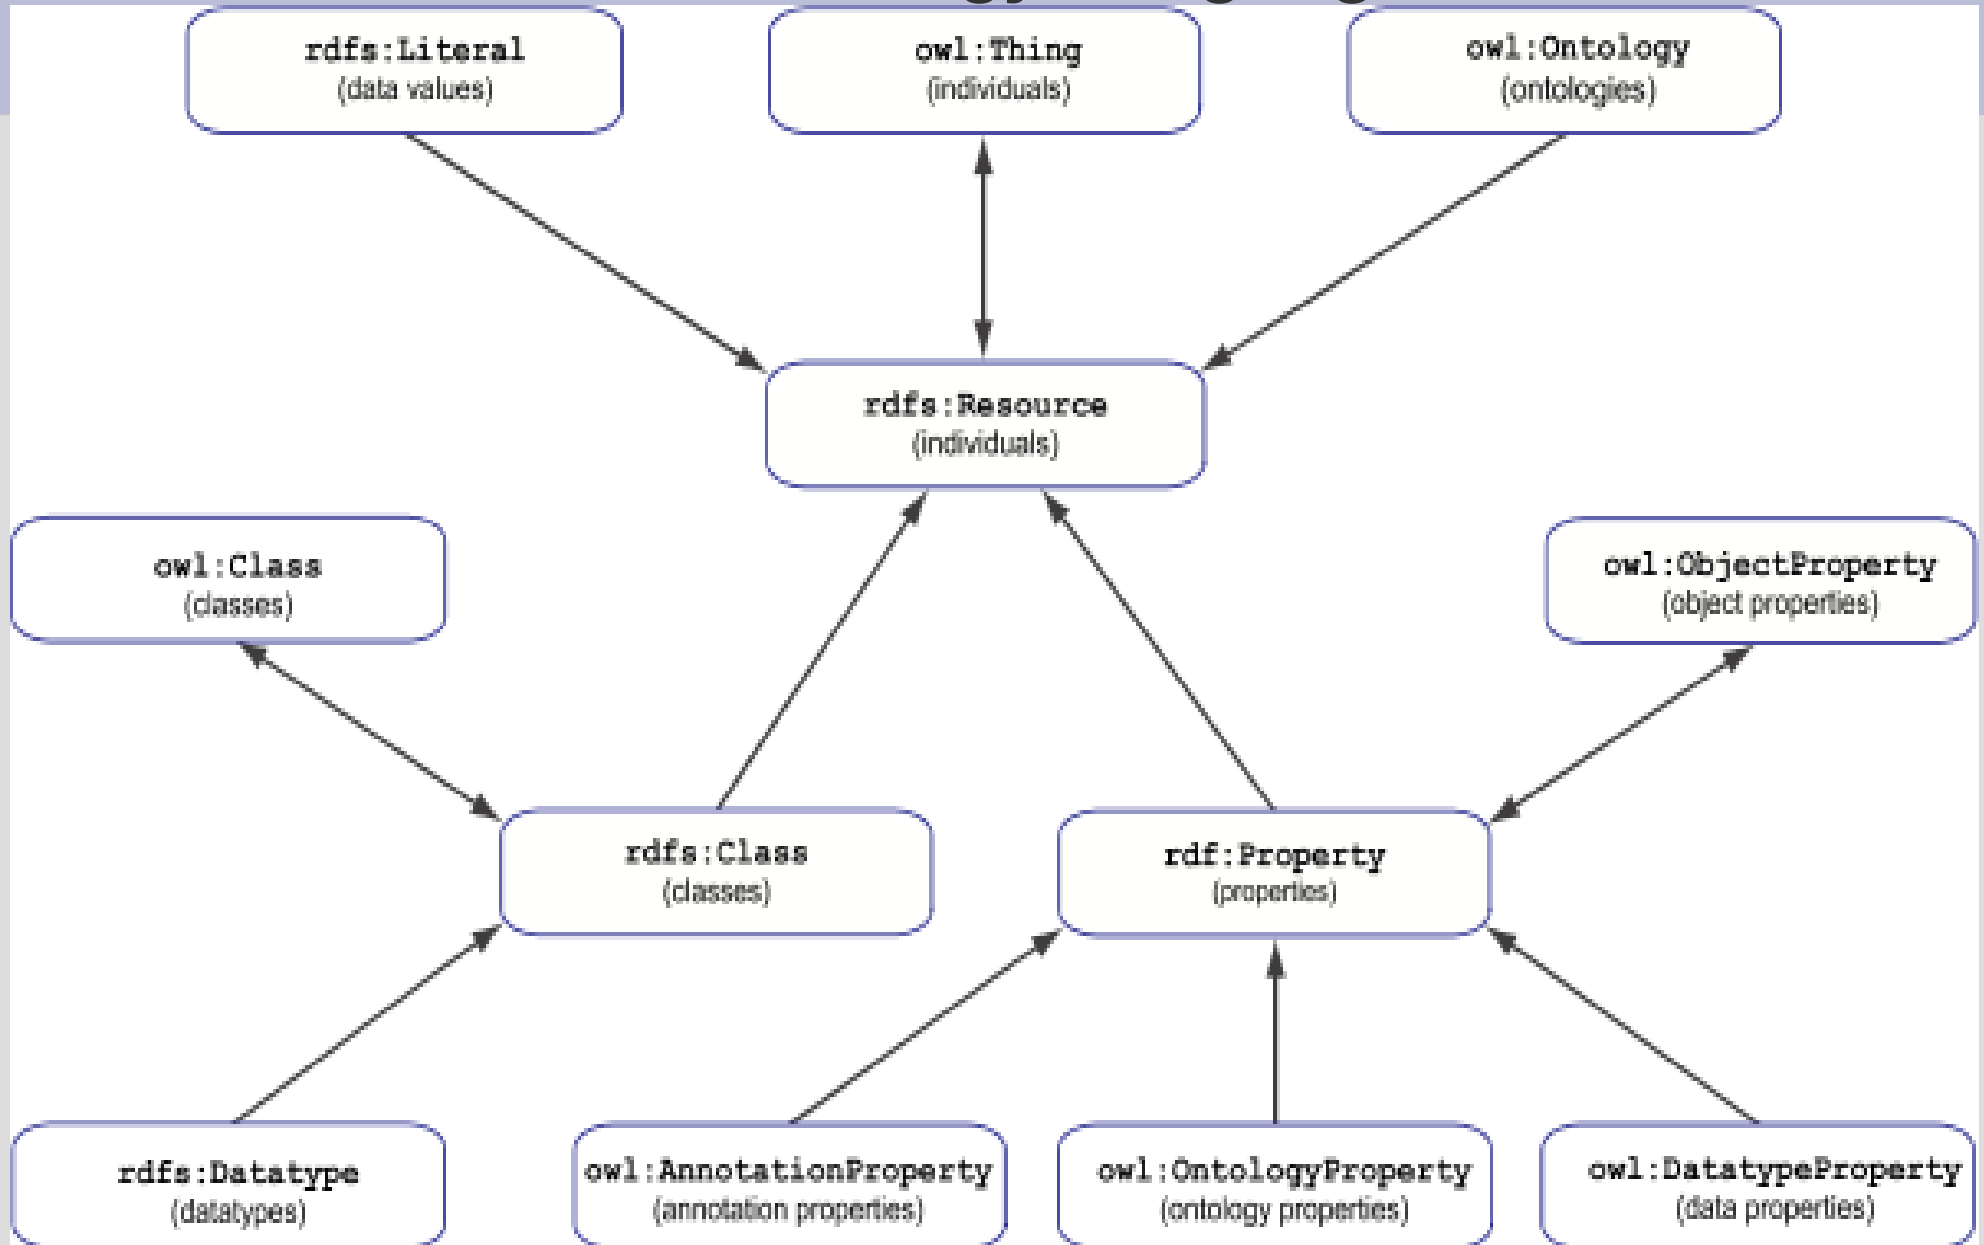 rdfs:Literal
(data values)
owl:Thing
(individuals)
owl:Ontology
(ontologies)
rdfs:Resource
(individuals)
owl:Class
(classes)
owl:ObjectProperty
(object properties)
rdfs:Class
(classes)
rdf:Property
(properties)
rdfs:Datatype
(datatypes)
owl:AnnotationProperty
(annotation properties)
owl:OntologyProperty
(ontology properties)
owl:DatatypeProperty
(data properties)